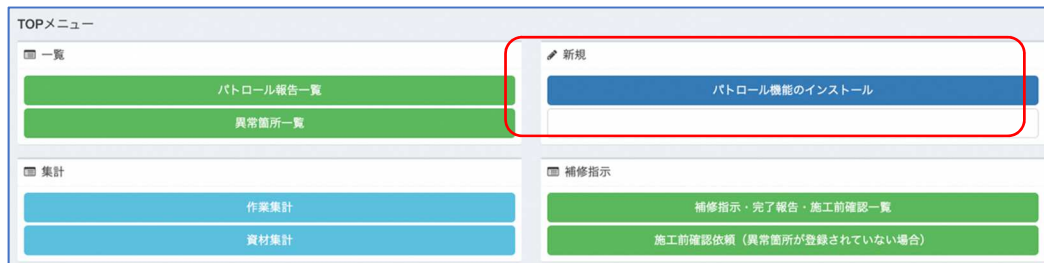 TOPメニュー
一覧
パトロール報告一覧
異常箇所一覧
新規
パトロール機能のインストール
集計
作業集計
資材集計
補修指示
補修指示・完了報告・施工前確認一覧
施工前確認依頼（異常箇所が登録されていない場合）